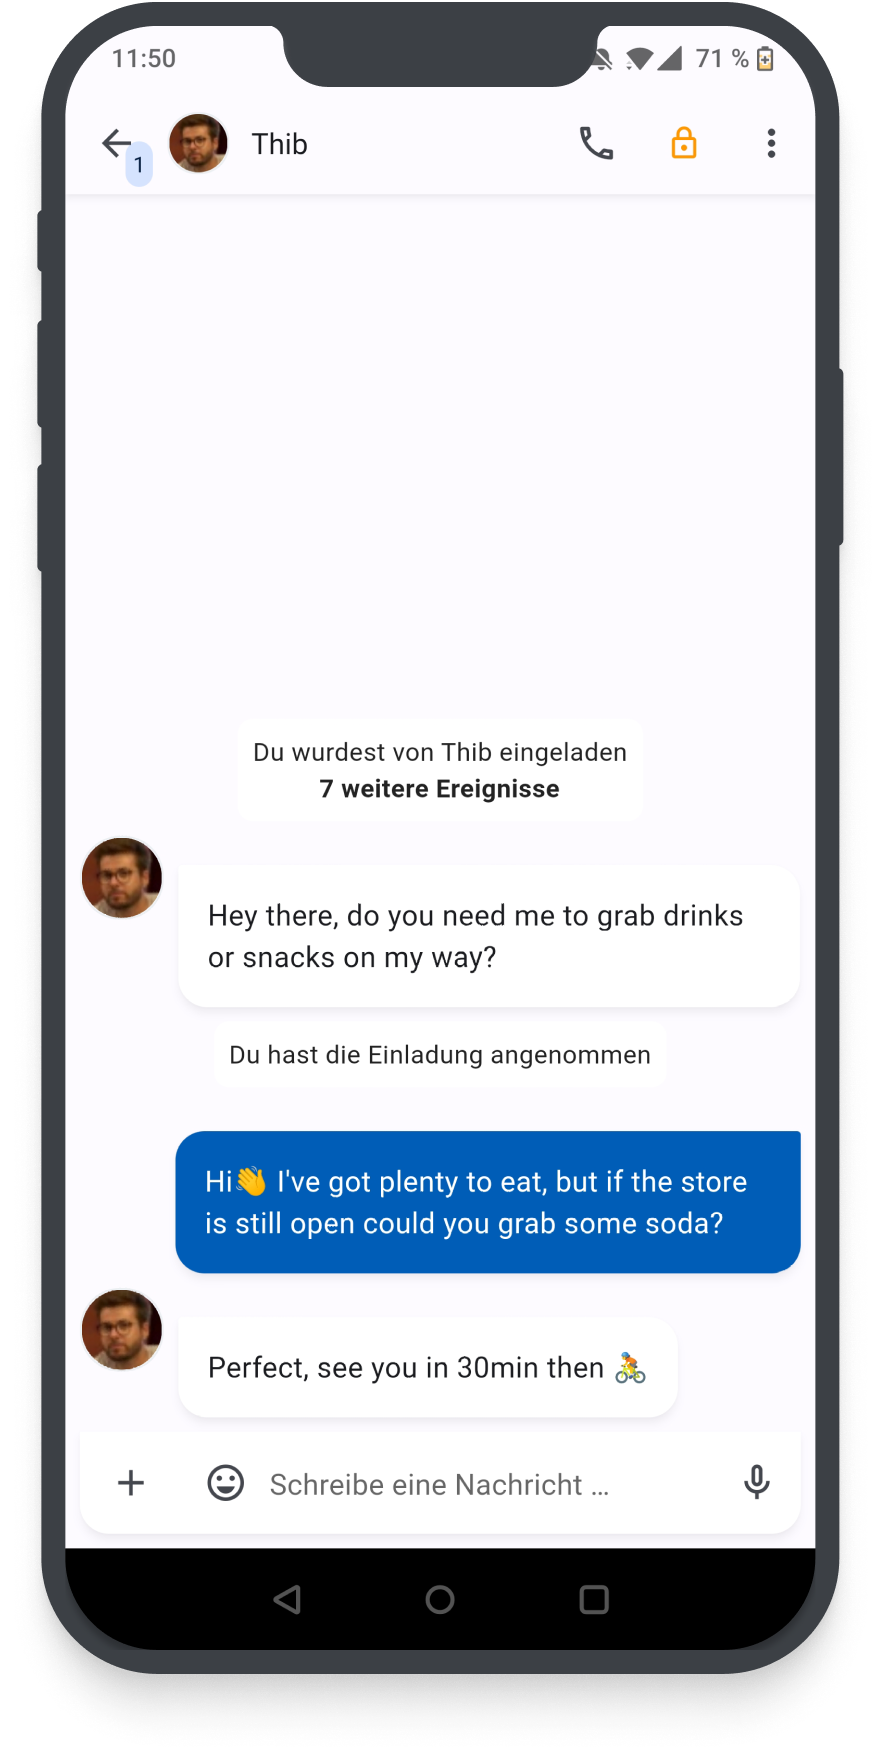 11:50
71 %
1
Thib
Du wurdest von Thib eingeladen
7 weitere Ereignisse
Hey there, do you need me to grab drinks
or snacks on my way?
Du hast die Einladung angenommen
Hi👋 I've got plenty to eat, but if the store
is still open could you grab some soda?
Perfect, see you in 30min then 🚴
Schreibe eine Nachricht ...